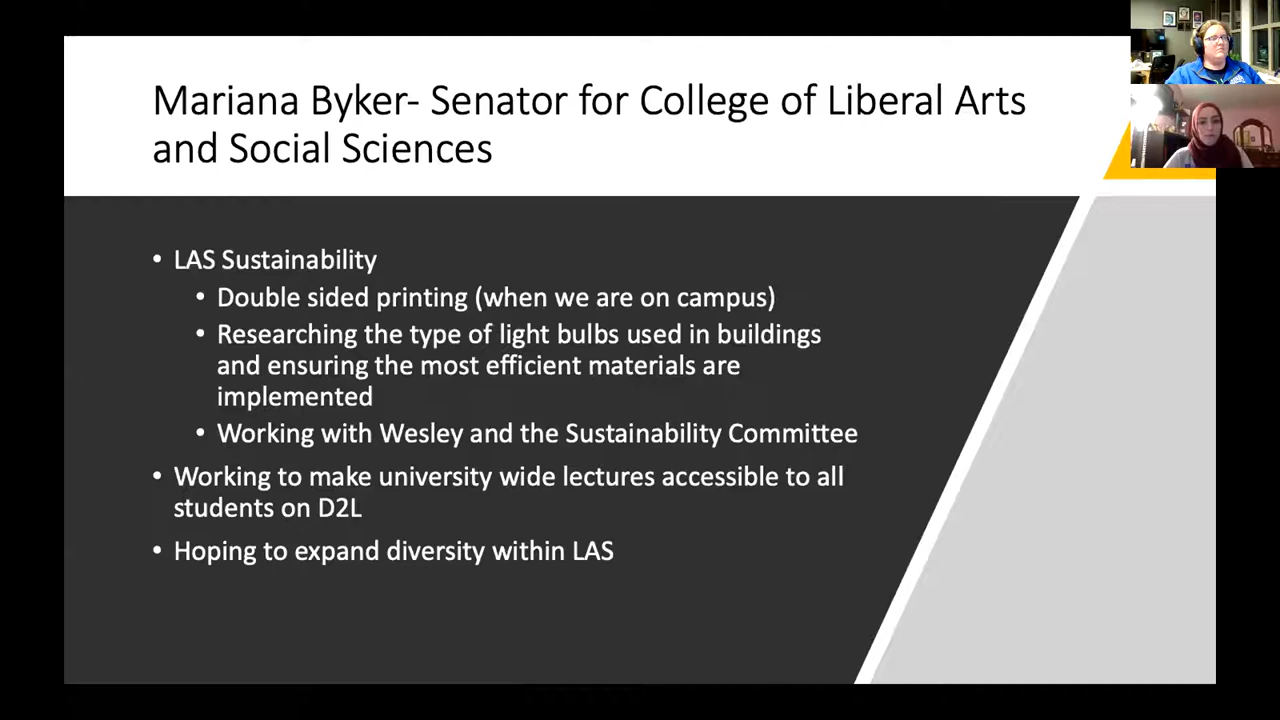 Mariana Byker- Senator for College of Liberal Arts
and Social Sciences
• LAS Sustainability
• Double sided printing (when we are on campus)
• Researching the type of light bulbs used in buildings
and ensuring the most efficient materials are
implemented
• Working with Wesley and the Sustainability Committee
• Working to make university wide lectures accessible to all
students on D2L
• Hoping to expand diversity within LAS